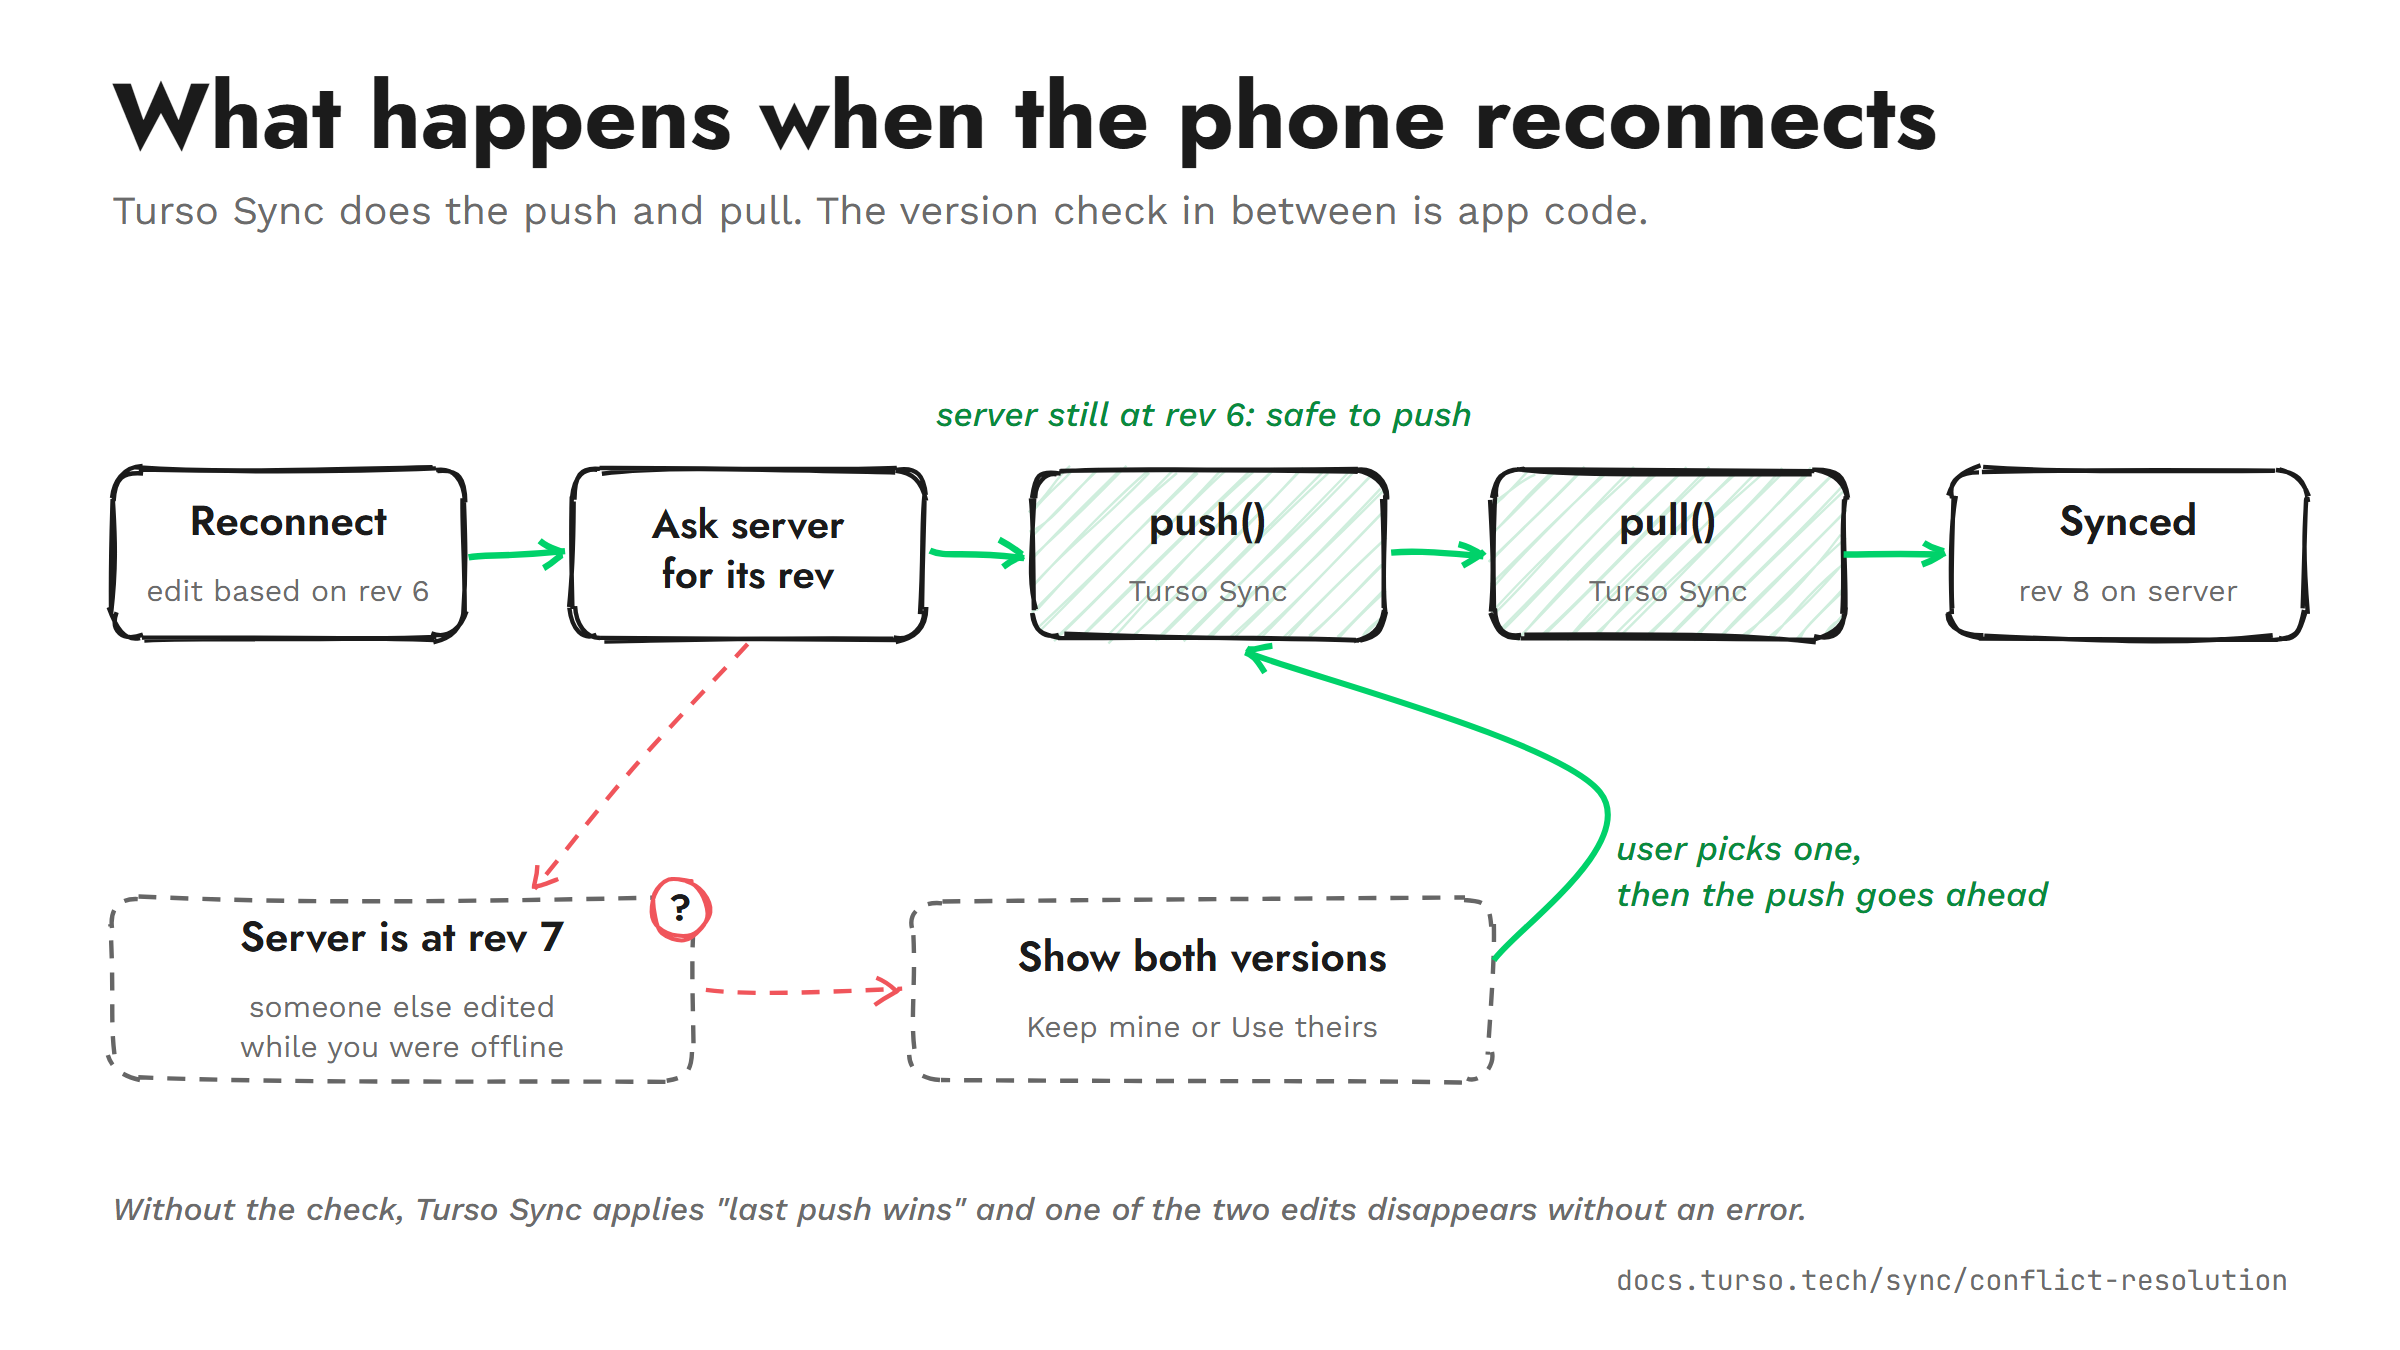 What happens when the phone reconnects
Turso Sync does the push and pull. The version check in between is app code.
server still at rev 6: safe to push
Reconnect
edit based on rev 6
Ask server
for its rev
push()
Turso Sync
pull()
Turso Sync
Synced
rev 8 on server
user picks one,
then the push goes ahead
?
Server is at rev 7
someone else edited
while you were offline
Show both versions
Keep mine or Use theirs
Without the check, Turso Sync applies "last push wins" and one of the two edits disappears without an error.
docs.turso.tech/sync/conflict-resolution